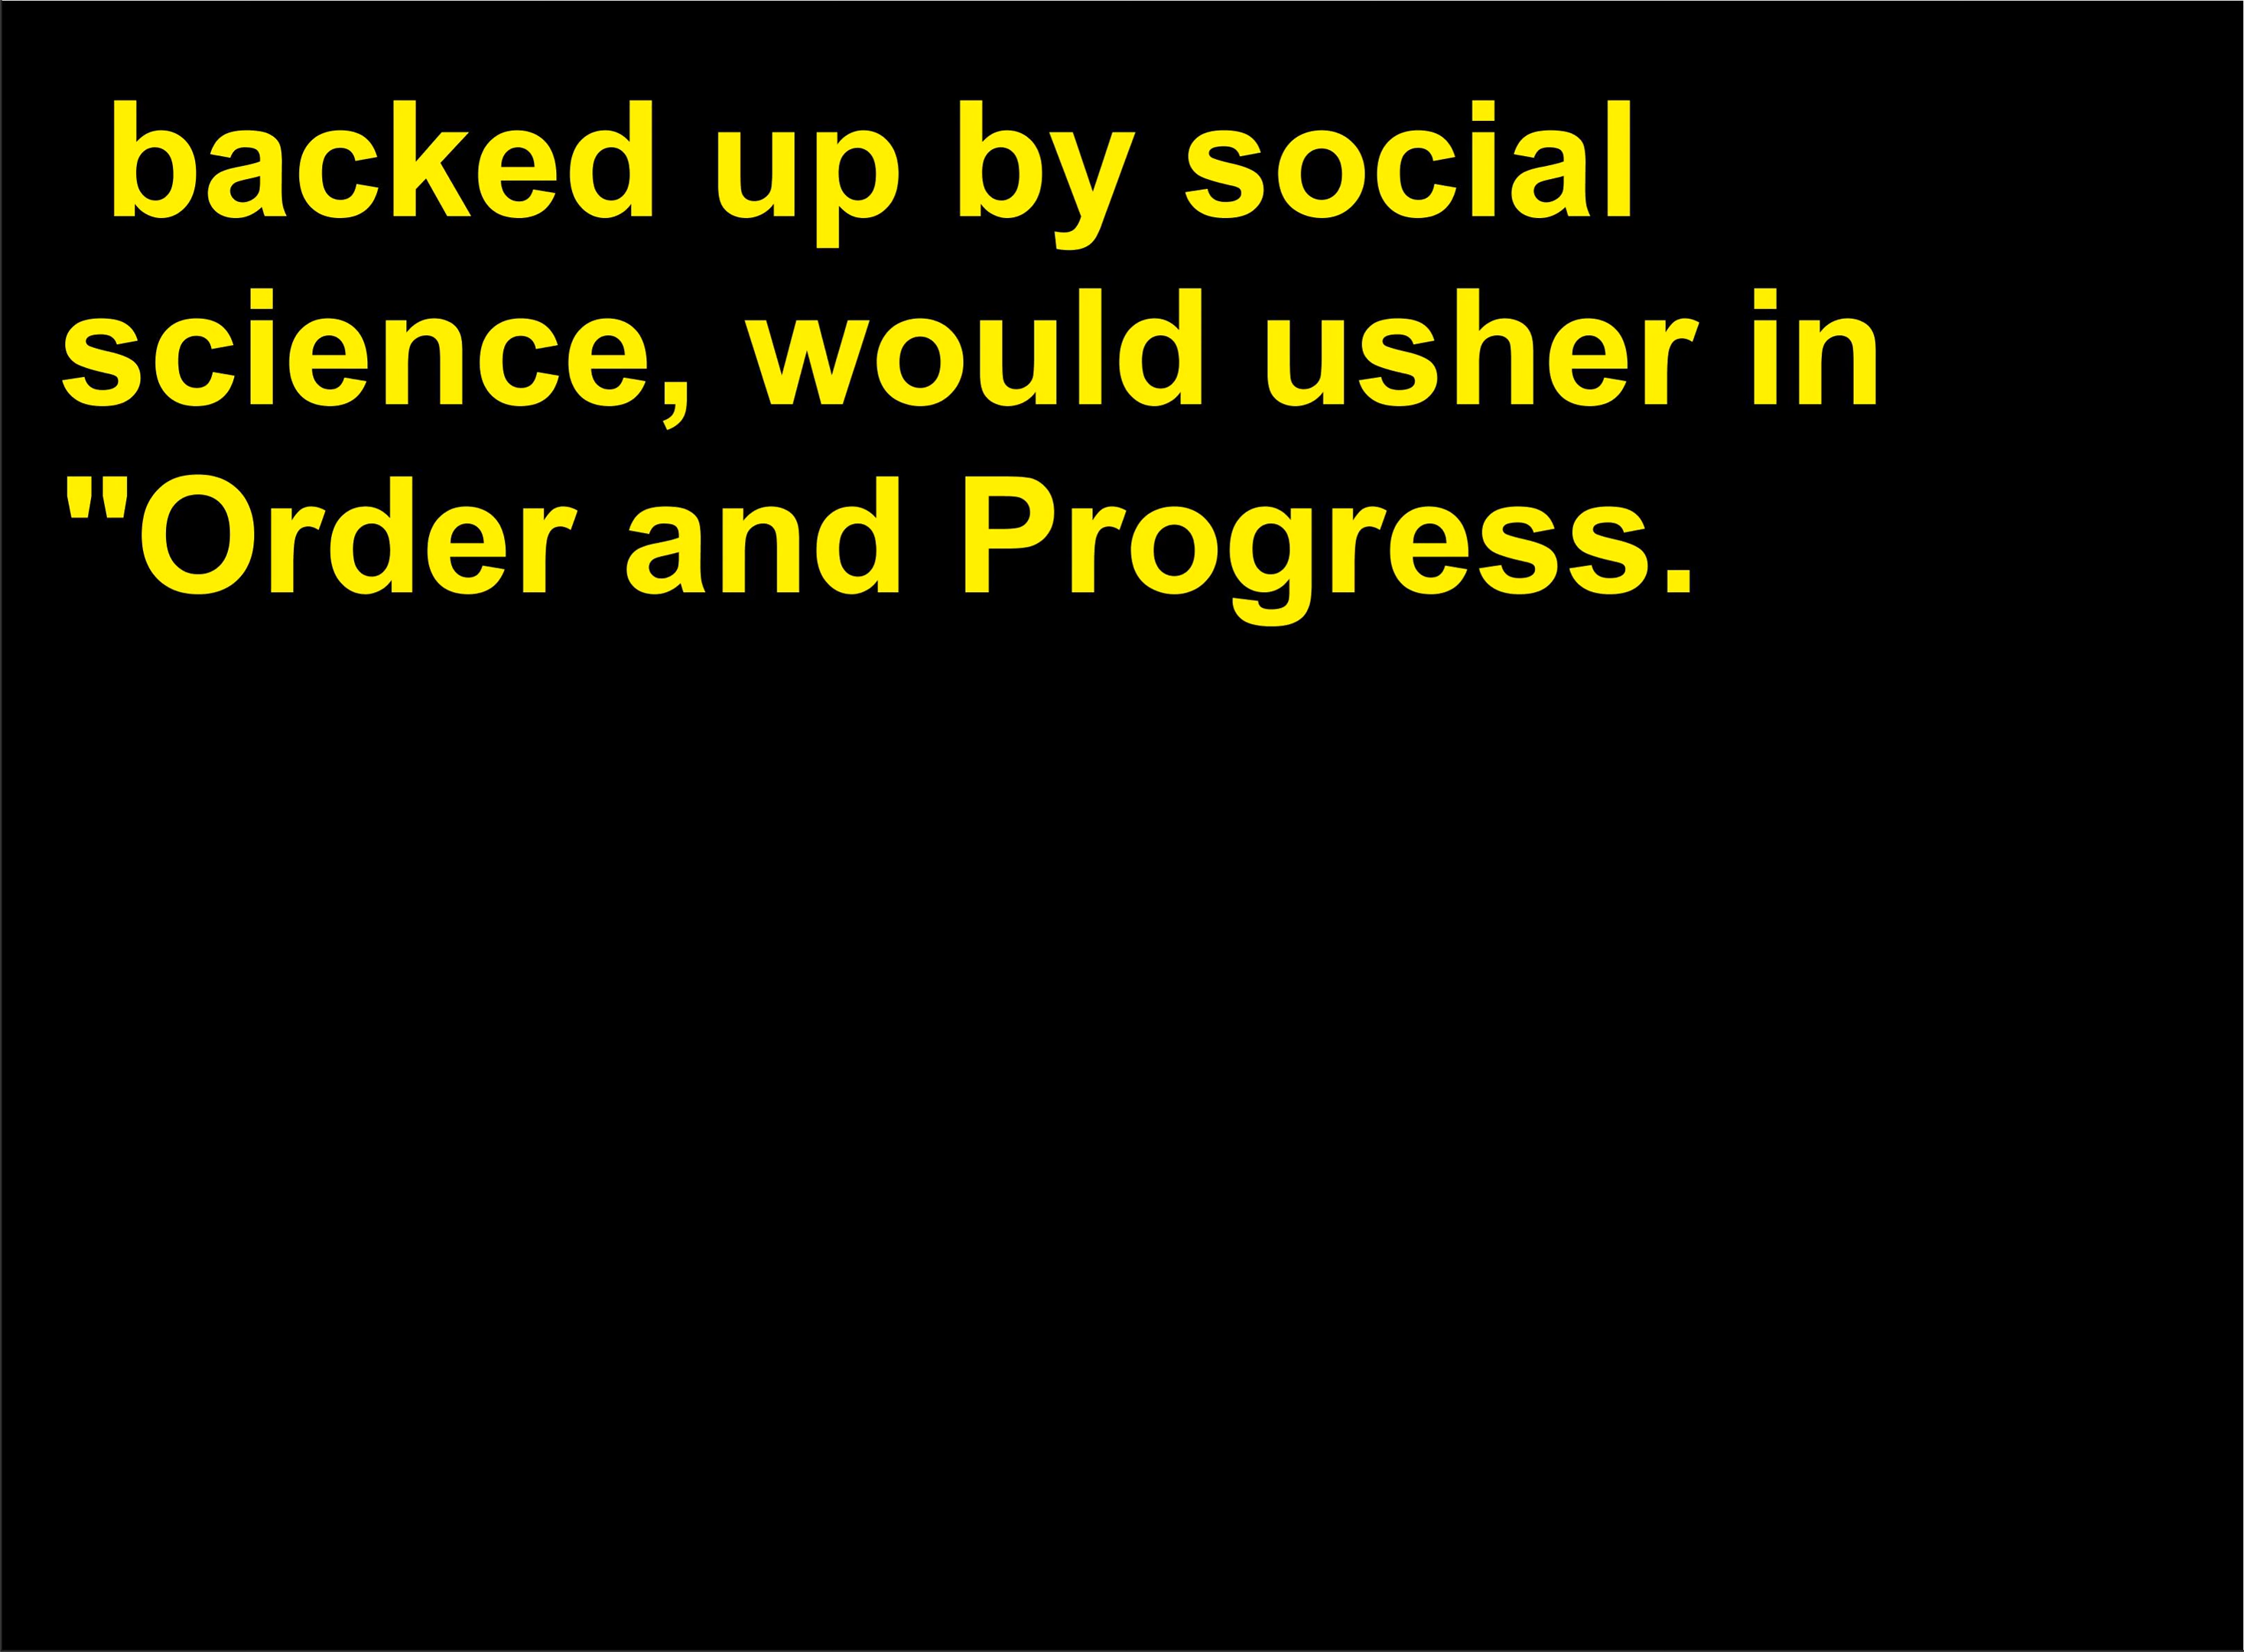 backed up by social
science, would usher in
"Order and Progress.